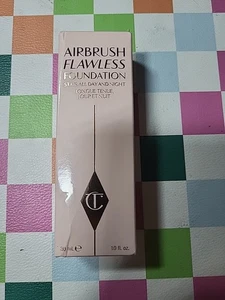 AIRBRUSH
FLAWLESS
FOUNDATION
STAYS ALL DAY AND NIGHT
LONGUE TENUE
JOUR ET NUIT
CT
30 mL ℮ 1.0 fl. oz.